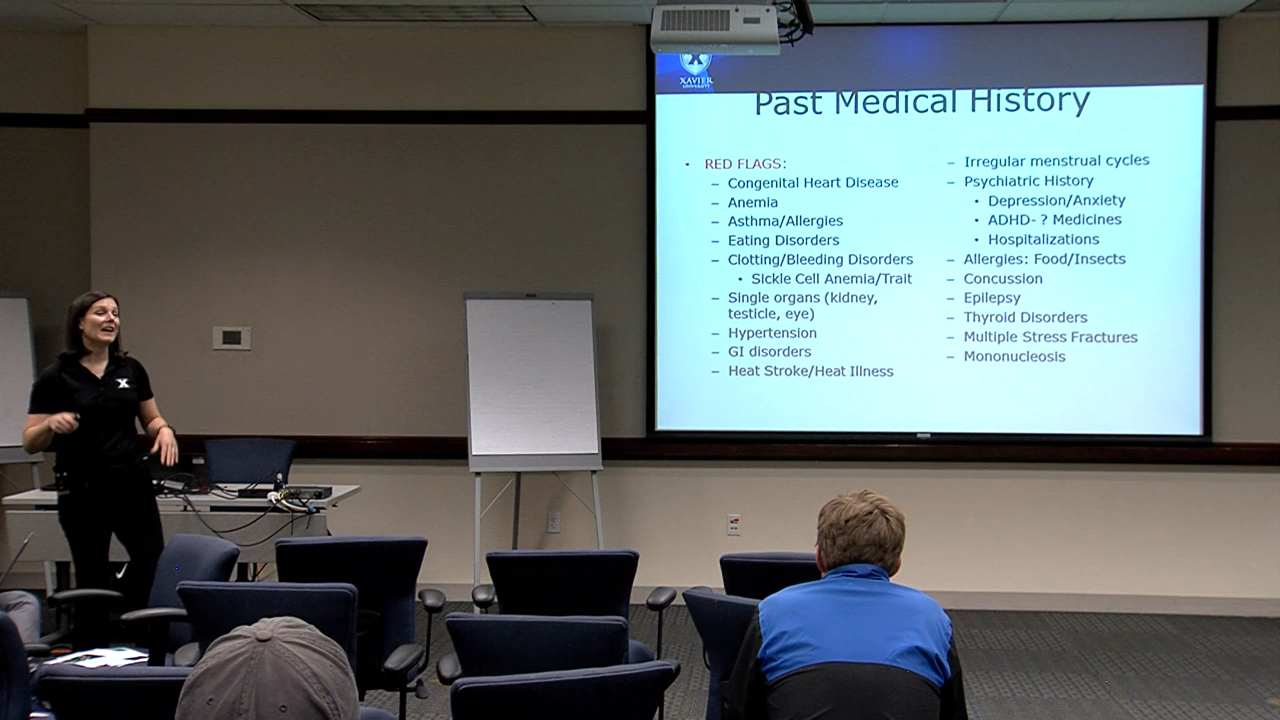 XAVIER
UNIVERSITY
Past Medical History
• RED FLAGS:
– Congenital Heart Disease
– Anemia
– Asthma/Allergies
– Eating Disorders
– Clotting/Bleeding Disorders
• Sickle Cell Anemia/Trait
– Single organs (kidney,
testicle, eye)
– Hypertension
– GI disorders
– Heat Stroke/Heat Illness
– Irregular menstrual cycles
– Psychiatric History
• Depression/Anxiety
• ADHD- ? Medicines
• Hospitalizations
– Allergies: Food/Insects
– Concussion
– Epilepsy
– Thyroid Disorders
– Multiple Stress Fractures
– Mononucleosis
X